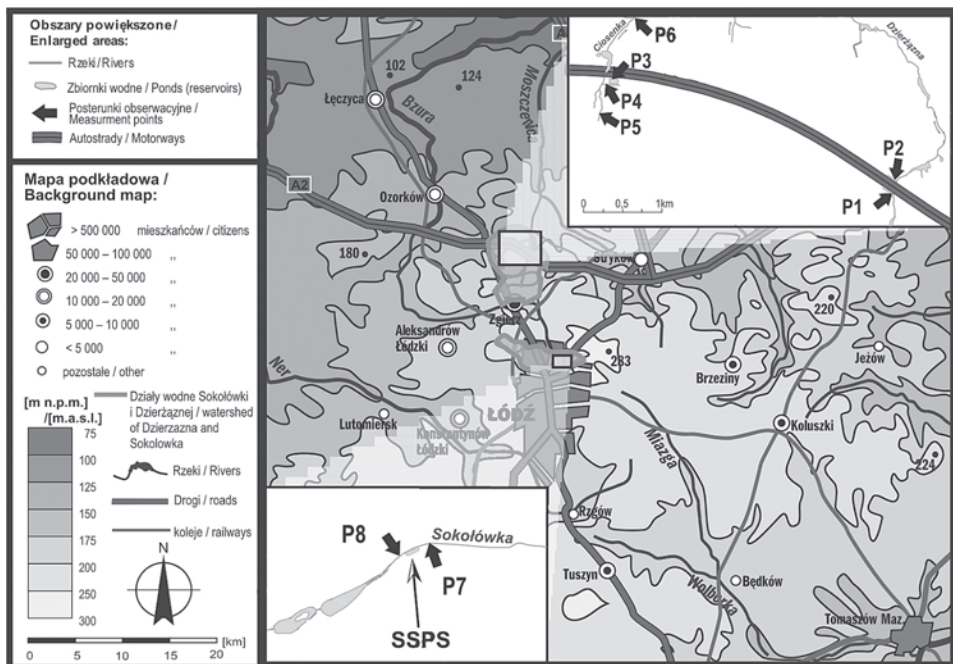 Obszary powiększone /
Enlarged areas:
Rzeki / Rivers
Zbiorniki wodne / Ponds (reservoirs)
Posterunki obserwacyjne /
Measurment points
Autostrady / Motorways
Mapa podkładowa /
Background map:
> 500 000 mieszkańców / citizens
50 000 – 100 000 ,,
20 000 – 50 000 ,,
10 000 – 20 000 ,,
5 000 – 10 000 ,,
< 5 000 ,,
pozostałe / other
[m n.p.m.]
/[m.a.s.l.]
75
100
125
150
175
200
250
300
Działy wodne Sokołówki
i Dzierżąznej / watershed
of Dzierzazna and
Sokolowka
Rzeki / Rivers
Drogi / roads
koleje / railways
N
0 5 10 15 20 [km]
102
124
Łęczyca
Bzura
Moszczenica
A2
Ozorków
180
Stryków
Zgierz
Aleksandrów
Łódzki
283
220
Jeżów
Brzeziny
Ner
Lutomiersk
Konstantynów
Łódzki
ŁÓDŹ
Koluszki
Miazga
224
Rzgów
Tuszyn
Wolborka
Będków
Tomaszów Maz.
Ciosenka
P6
Dzierżązna
P3
P4
P5
P2
P1
0 0,5 1km
P8
Sokołówka
P7
SSPS